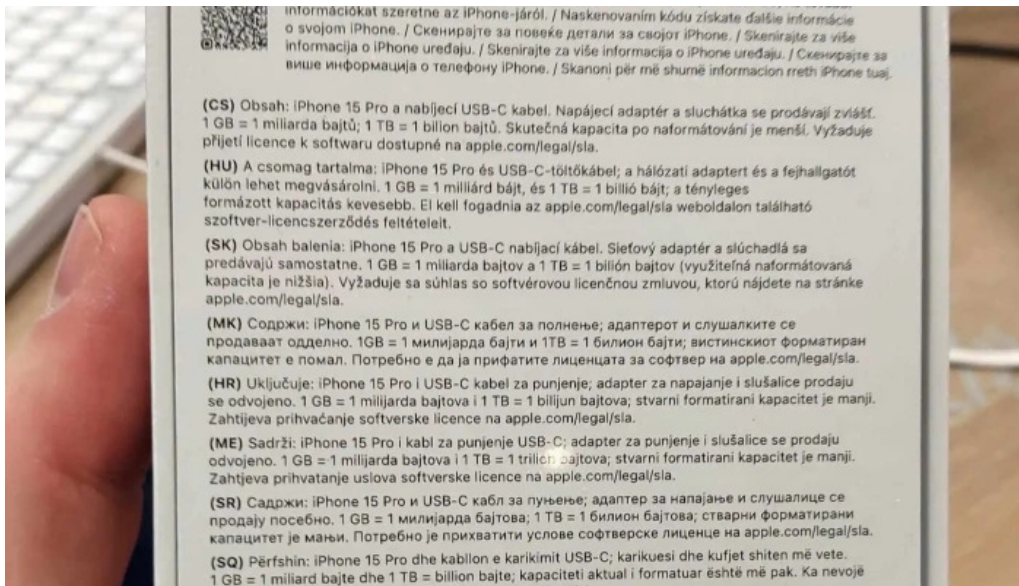 információkat szeretne az iPhone-járól. / Naskenovaním kódu získate ďalšie informácie
o svojom iPhone. / Скенирајте за повеќе детали за својот iPhone. / Skenirajte za više
informacija o iPhone uređaju. / Skenirajte za više informacija o iPhone uređaju. / Скенирајте за
више информација о телефону iPhone. / Skanoni për më shumë informacion rreth iPhone tuaj.
(CS) Obsah: iPhone 15 Pro a nabíjecí USB-C kabel. Napájecí adaptér a sluchátka se prodávají zvlášť.
1 GB = 1 miliarda bajtů; 1 TB = 1 bilion bajtů. Skutečná kapacita po naformátování je menší. Vyžaduje
přijetí licence k softwaru dostupné na apple.com/legal/sla.
(HU) A csomag tartalma: iPhone 15 Pro és USB-C-töltőkábel; a hálózati adaptert és a fejhallgatót
külön lehet megvásárolni. 1 GB = 1 milliárd bájt, és 1 TB = 1 billió bájt; a tényleges
formázott kapacitás kevesebb. El kell fogadnia az apple.com/legal/sla weboldalon található
szoftver-licencszerződés feltételeit.
(SK) Obsah balenia: iPhone 15 Pro a USB-C nabíjací kábel. Sieťový adaptér a slúchadlá sa
predávajú samostatne. 1 GB = 1 miliarda bajtov a 1 TB = 1 bilión bajtov (využiteľná naformátovaná
kapacita je nižšia). Vyžaduje sa súhlas so softvérovou licenčnou zmluvou, ktorú nájdete na stránke
apple.com/legal/sla.
(MK) Содржи: iPhone 15 Pro и USB-C кабел за полнење; адаптерот и слушалките се
продаваат одделно. 1GB = 1 милијарда бајти и 1TB = 1 билион бајти; вистинскиот форматиран
капацитет е помал. Потребно е да ја прифатите лиценцата за софтвер на apple.com/legal/sla.
(HR) Uključuje: iPhone 15 Pro i USB-C kabel za punjenje; adapter za napajanje i slušalice prodaju
se odvojeno. 1 GB = 1 milijarda bajtova i 1 TB = 1 bilijun bajtova; stvarni formatirani kapacitet je manji.
Zahtijeva prihvaćanje softverske licence na apple.com/legal/sla.
(ME) Sadrži: iPhone 15 Pro i kabl za punjenje USB-C; adapter za punjenje i slušalice se prodaju
odvojeno. 1 GB = 1 milijarda bajtova i 1 TB = 1 trilion bajtova; stvarni formatirani kapacitet je manji.
Zahtjeva prihvatanje uslova softverske licence na apple.com/legal/sla.
(SR) Садржи: iPhone 15 Pro и USB-C кабл за пуњење; адаптер за напајање и слушалице се
продају посебно. 1 GB = 1 милијарда бајтова; 1 TB = 1 билион бајтова; стварни форматирани
капацитет је мањи. Потребно је прихватити услове софтверске лиценце на apple.com/legal/sla.
(SQ) Përfshin: iPhone 15 Pro dhe kabllon e karikimit USB-C; karikuesi dhe kufjet shiten më vete.
1 GB = 1 miliard bajte dhe 1 TB = billion bajte; kapaciteti aktual i formatuar është më pak. Ka nevojë